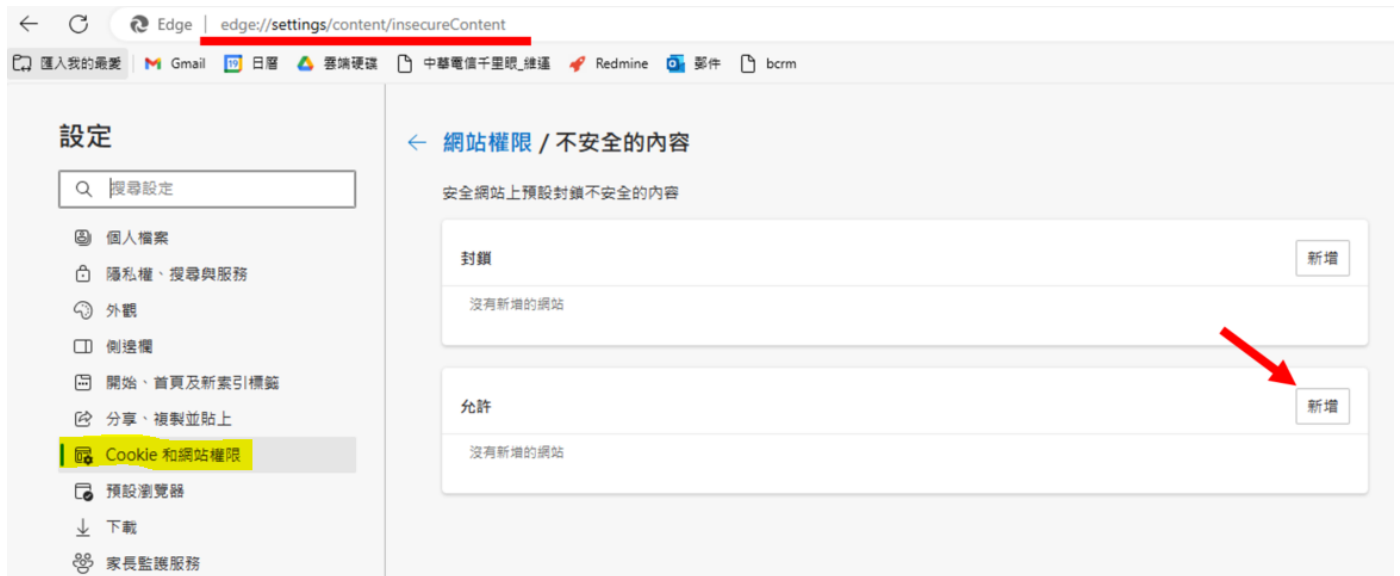 Edge | edge://settings/content/insecureContent
匯入我的最愛 Gmail 19 日曆 雲端硬碟 中華電信千里眼_維運 Redmine 郵件 bcrm
設定
搜尋設定
個人檔案
隱私權、搜尋與服務
外觀
側邊欄
開始、首頁及新索引標籤
分享、複製並貼上
Cookie 和網站權限
預設瀏覽器
下載
家長監護服務
網站權限 / 不安全的內容
安全網站上預設封鎖不安全的內容
封鎖 新增
沒有新增的網站
允許 新增
沒有新增的網站